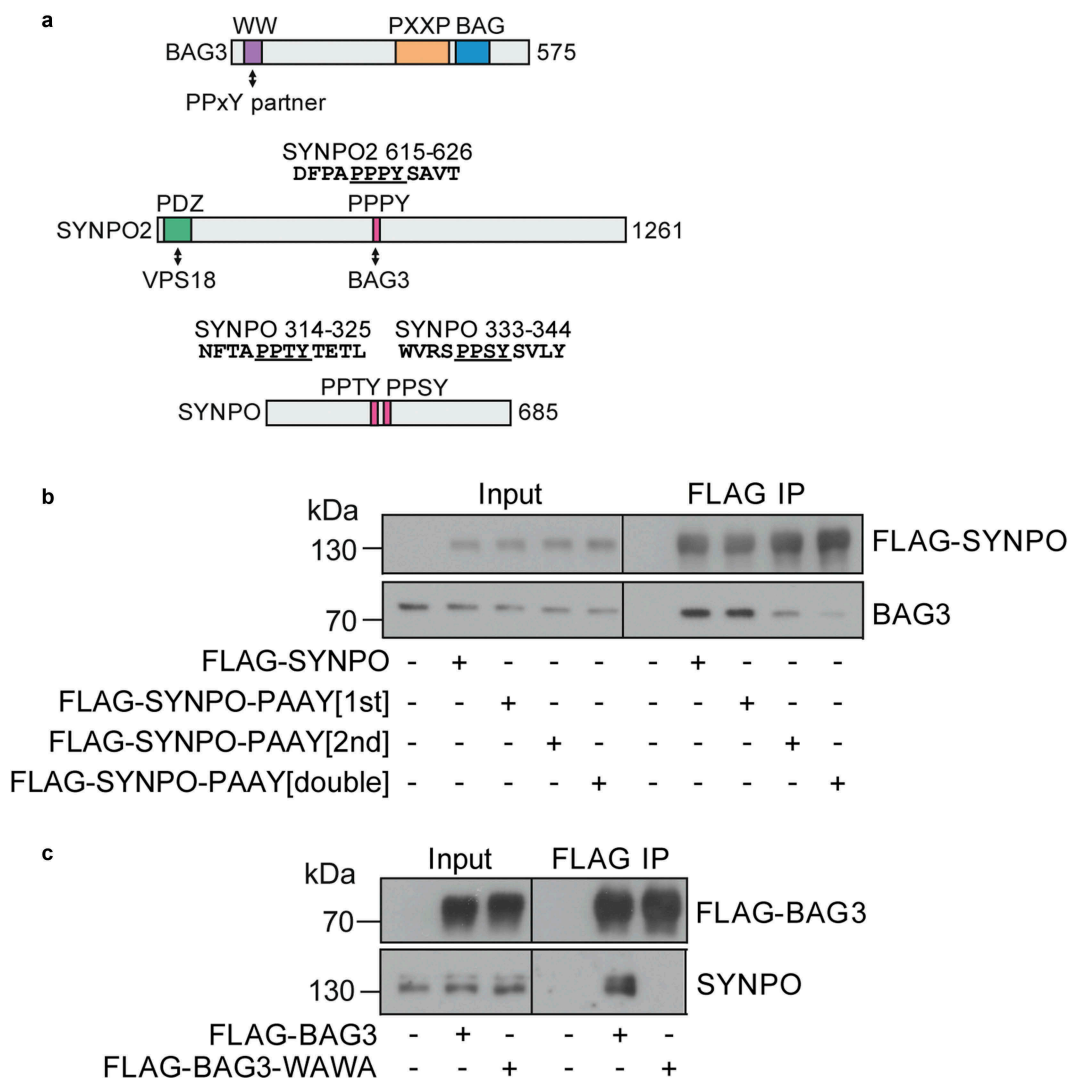 a
WW PXXP BAG
BAG3 575
PPxY partner
SYNPO2 615-626
DFPAPPPYSAVT
PDZ PPPY
SYNPO2 1261
VPS18 BAG3
SYNPO 314-325 SYNPO 333-344
NFTAPPTYTETL WVRSPPSYSVLY
PPTY PPSY
SYNPO 685
b
Input FLAG IP
kDa
130 FLAG-SYNPO
70 BAG3
FLAG-SYNPO - + - - - - + - - -
FLAG-SYNPO-PAAY[1st] - - + - - - - + - -
FLAG-SYNPO-PAAY[2nd] - - - + - - - - + -
FLAG-SYNPO-PAAY[double] - - - - + - - - - +
c
Input FLAG IP
kDa
70 FLAG-BAG3
130 SYNPO
FLAG-BAG3 - + - - + -
FLAG-BAG3-WAWA - - + - - +